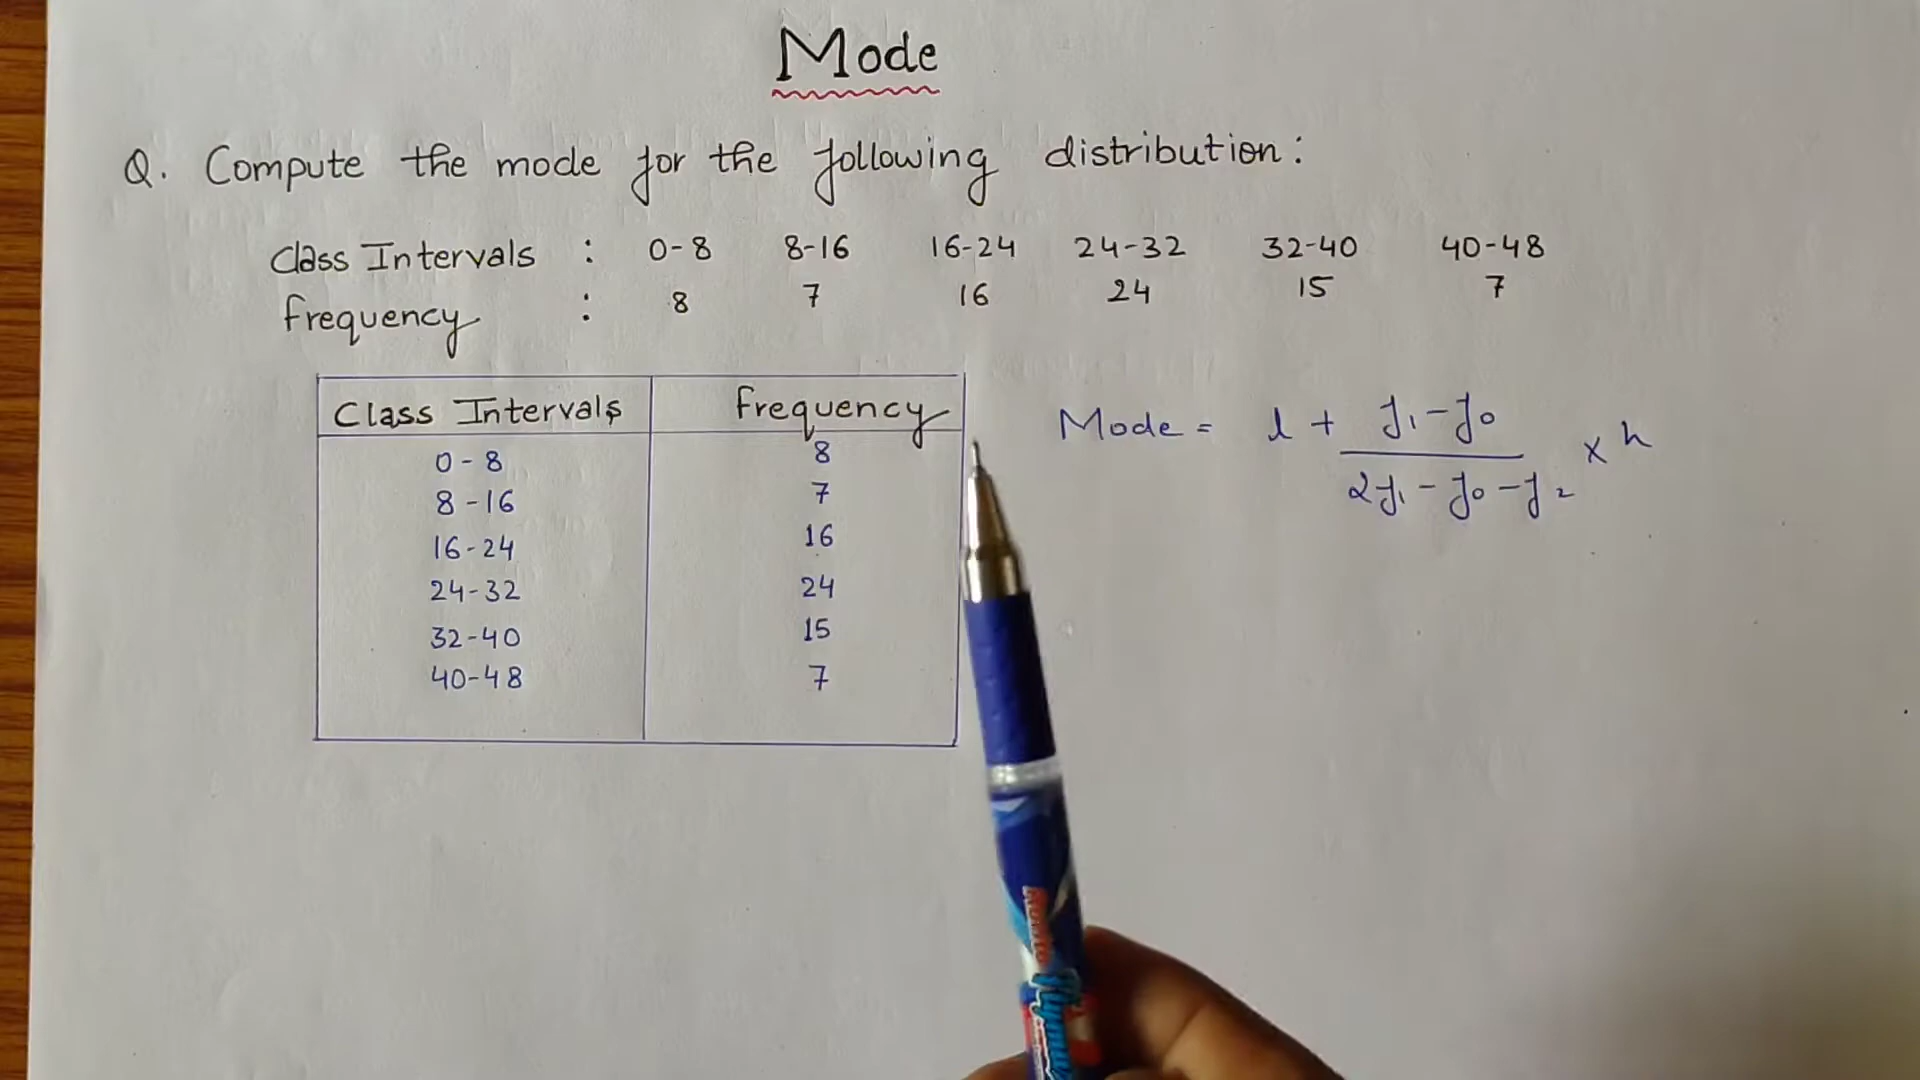 Mode
Q. Compute the mode for the following distribution:
Class Intervals : 0-8 8-16 16-24 24-32 32-40 40-48
frequency : 8 7 16 24 15 7
Class Intervals frequency
0-8 8
8-16 7
16-24 16
24-32 24
32-40 15
40-48 7
Mode = l + f₁-f₀ / 2f₁-f₀-f₂ × h